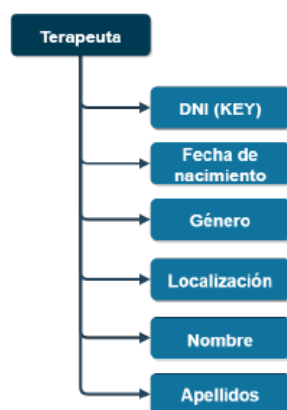 Terapeuta
DNI (KEY)
Fecha de
nacimiento
Género
Localización
Nombre
Apellidos